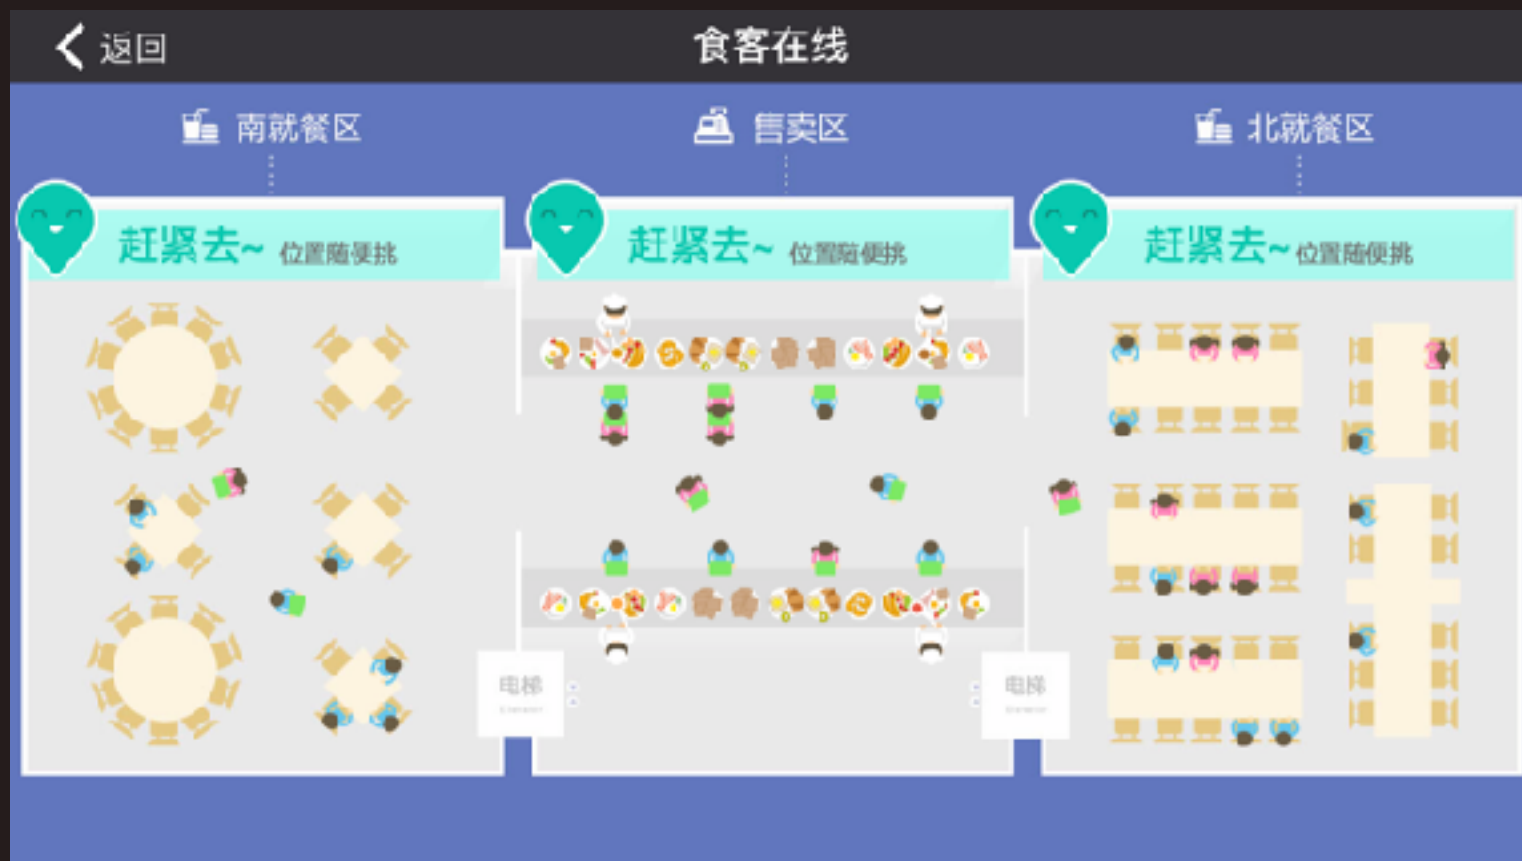 返回
食客在线
南就餐区
售卖区
北就餐区
赶紧去~ 位置随便挑
赶紧去~ 位置随便挑
赶紧去~ 位置随便挑
电梯
电梯